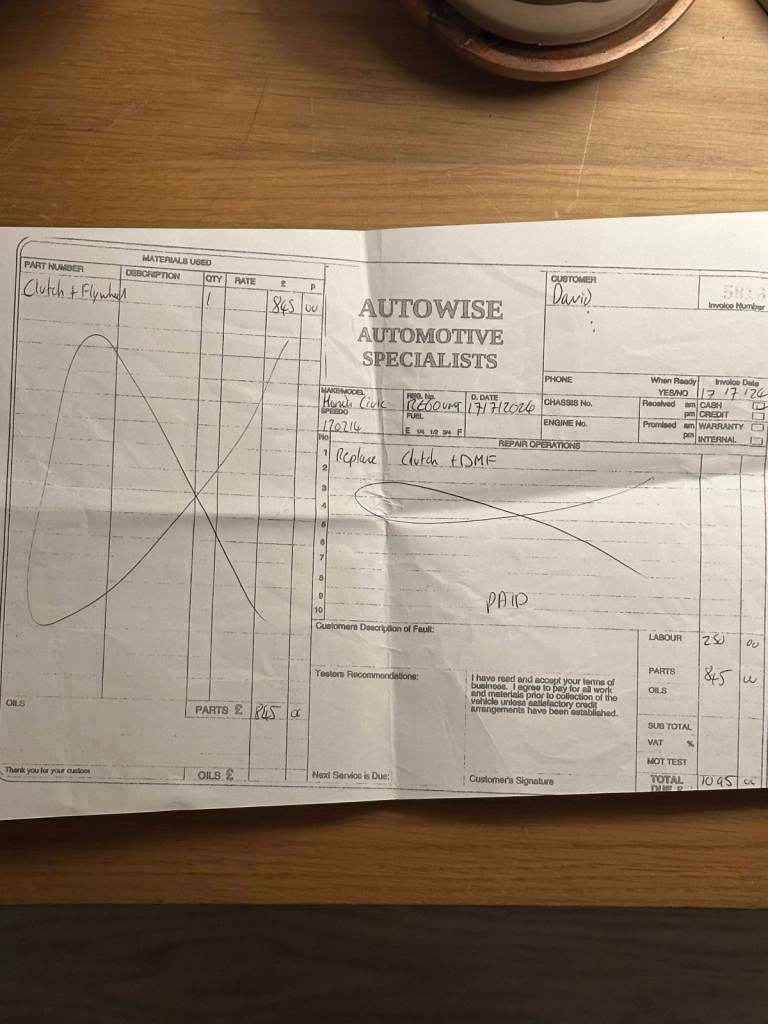 MATERIALS USED
PART NUMBER DESCRIPTION QTY RATE £ P
Clutch + Flywheel 1 845 00
OILS
PARTS £ 845 00
Thank you for your custom
OILS £
AUTOWISE
AUTOMOTIVE
SPECIALISTS
CUSTOMER
David
Invoice Number
PHONE When Ready Invoice Date
YES/NO 17 17 124
MAKE/MODEL REG. No. D. DATE
Honda Civic 17/7/2024
SPEEDO FUEL
E 1/4 1/2 3/4 F
CHASSIS No. Received am CASH
pm CREDIT
ENGINE No. Promised am WARRANTY
pm INTERNAL
No REPAIR OPERATIONS
1 Replace Clutch + DMF
2
3
4
5
6
7
8
9
10
PAID
Customers Description of Fault:
Testers Recommendations:
I have read and accept your terms of
business. I agree to pay for all work
and materials prior to collection of the
vehicle unless satisfactory credit
arrangements have been established.
Next Service is Due:
Customer's Signature
LABOUR 250 00
PARTS 845 00
OILS
SUB TOTAL
VAT %
MOT TEST
TOTAL 1095 00
DUE £